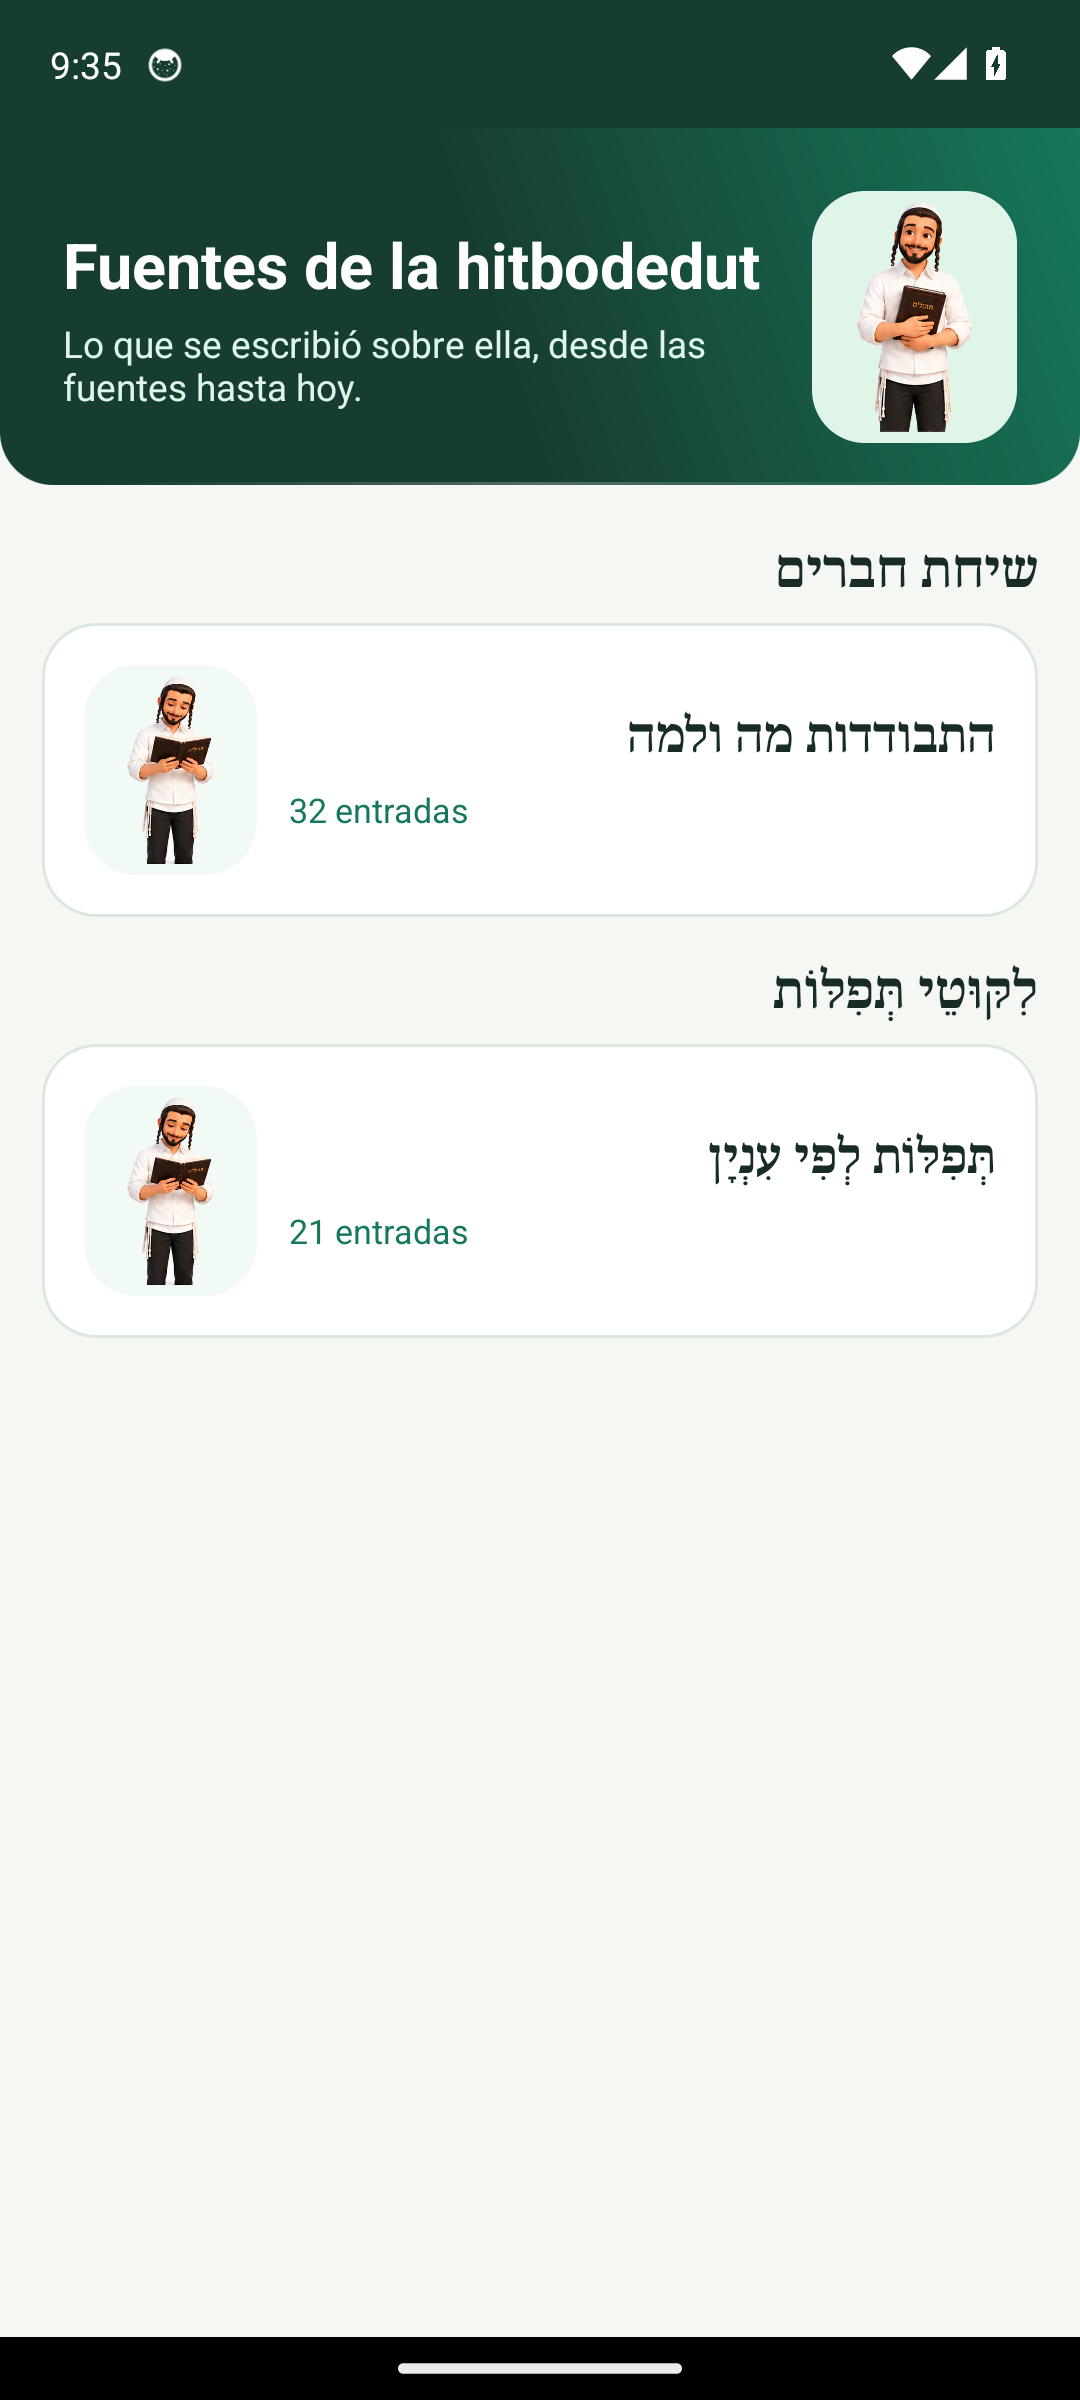 9:35
Fuentes de la hitbodedut
Lo que se escribió sobre ella, desde las
fuentes hasta hoy.
שיחת חברים
התבודדות מה ולמה
32 entradas
לִקּוּטֵי תְּפִלּוֹת
תְּפִלּוֹת לְפִי עִנְיָן
21 entradas